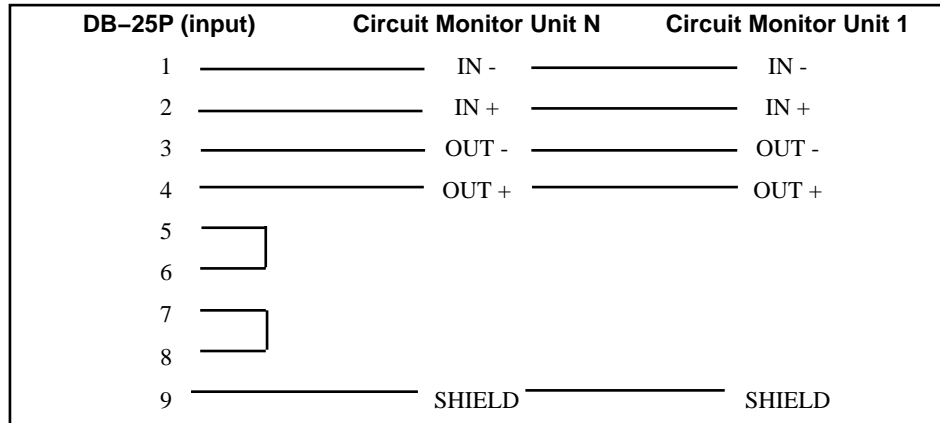 DB–25P (input) Circuit Monitor Unit N Circuit Monitor Unit 1
1 IN - IN -
2 IN + IN +
3 OUT - OUT -
4 OUT + OUT +
5
6
7
8
9 SHIELD SHIELD